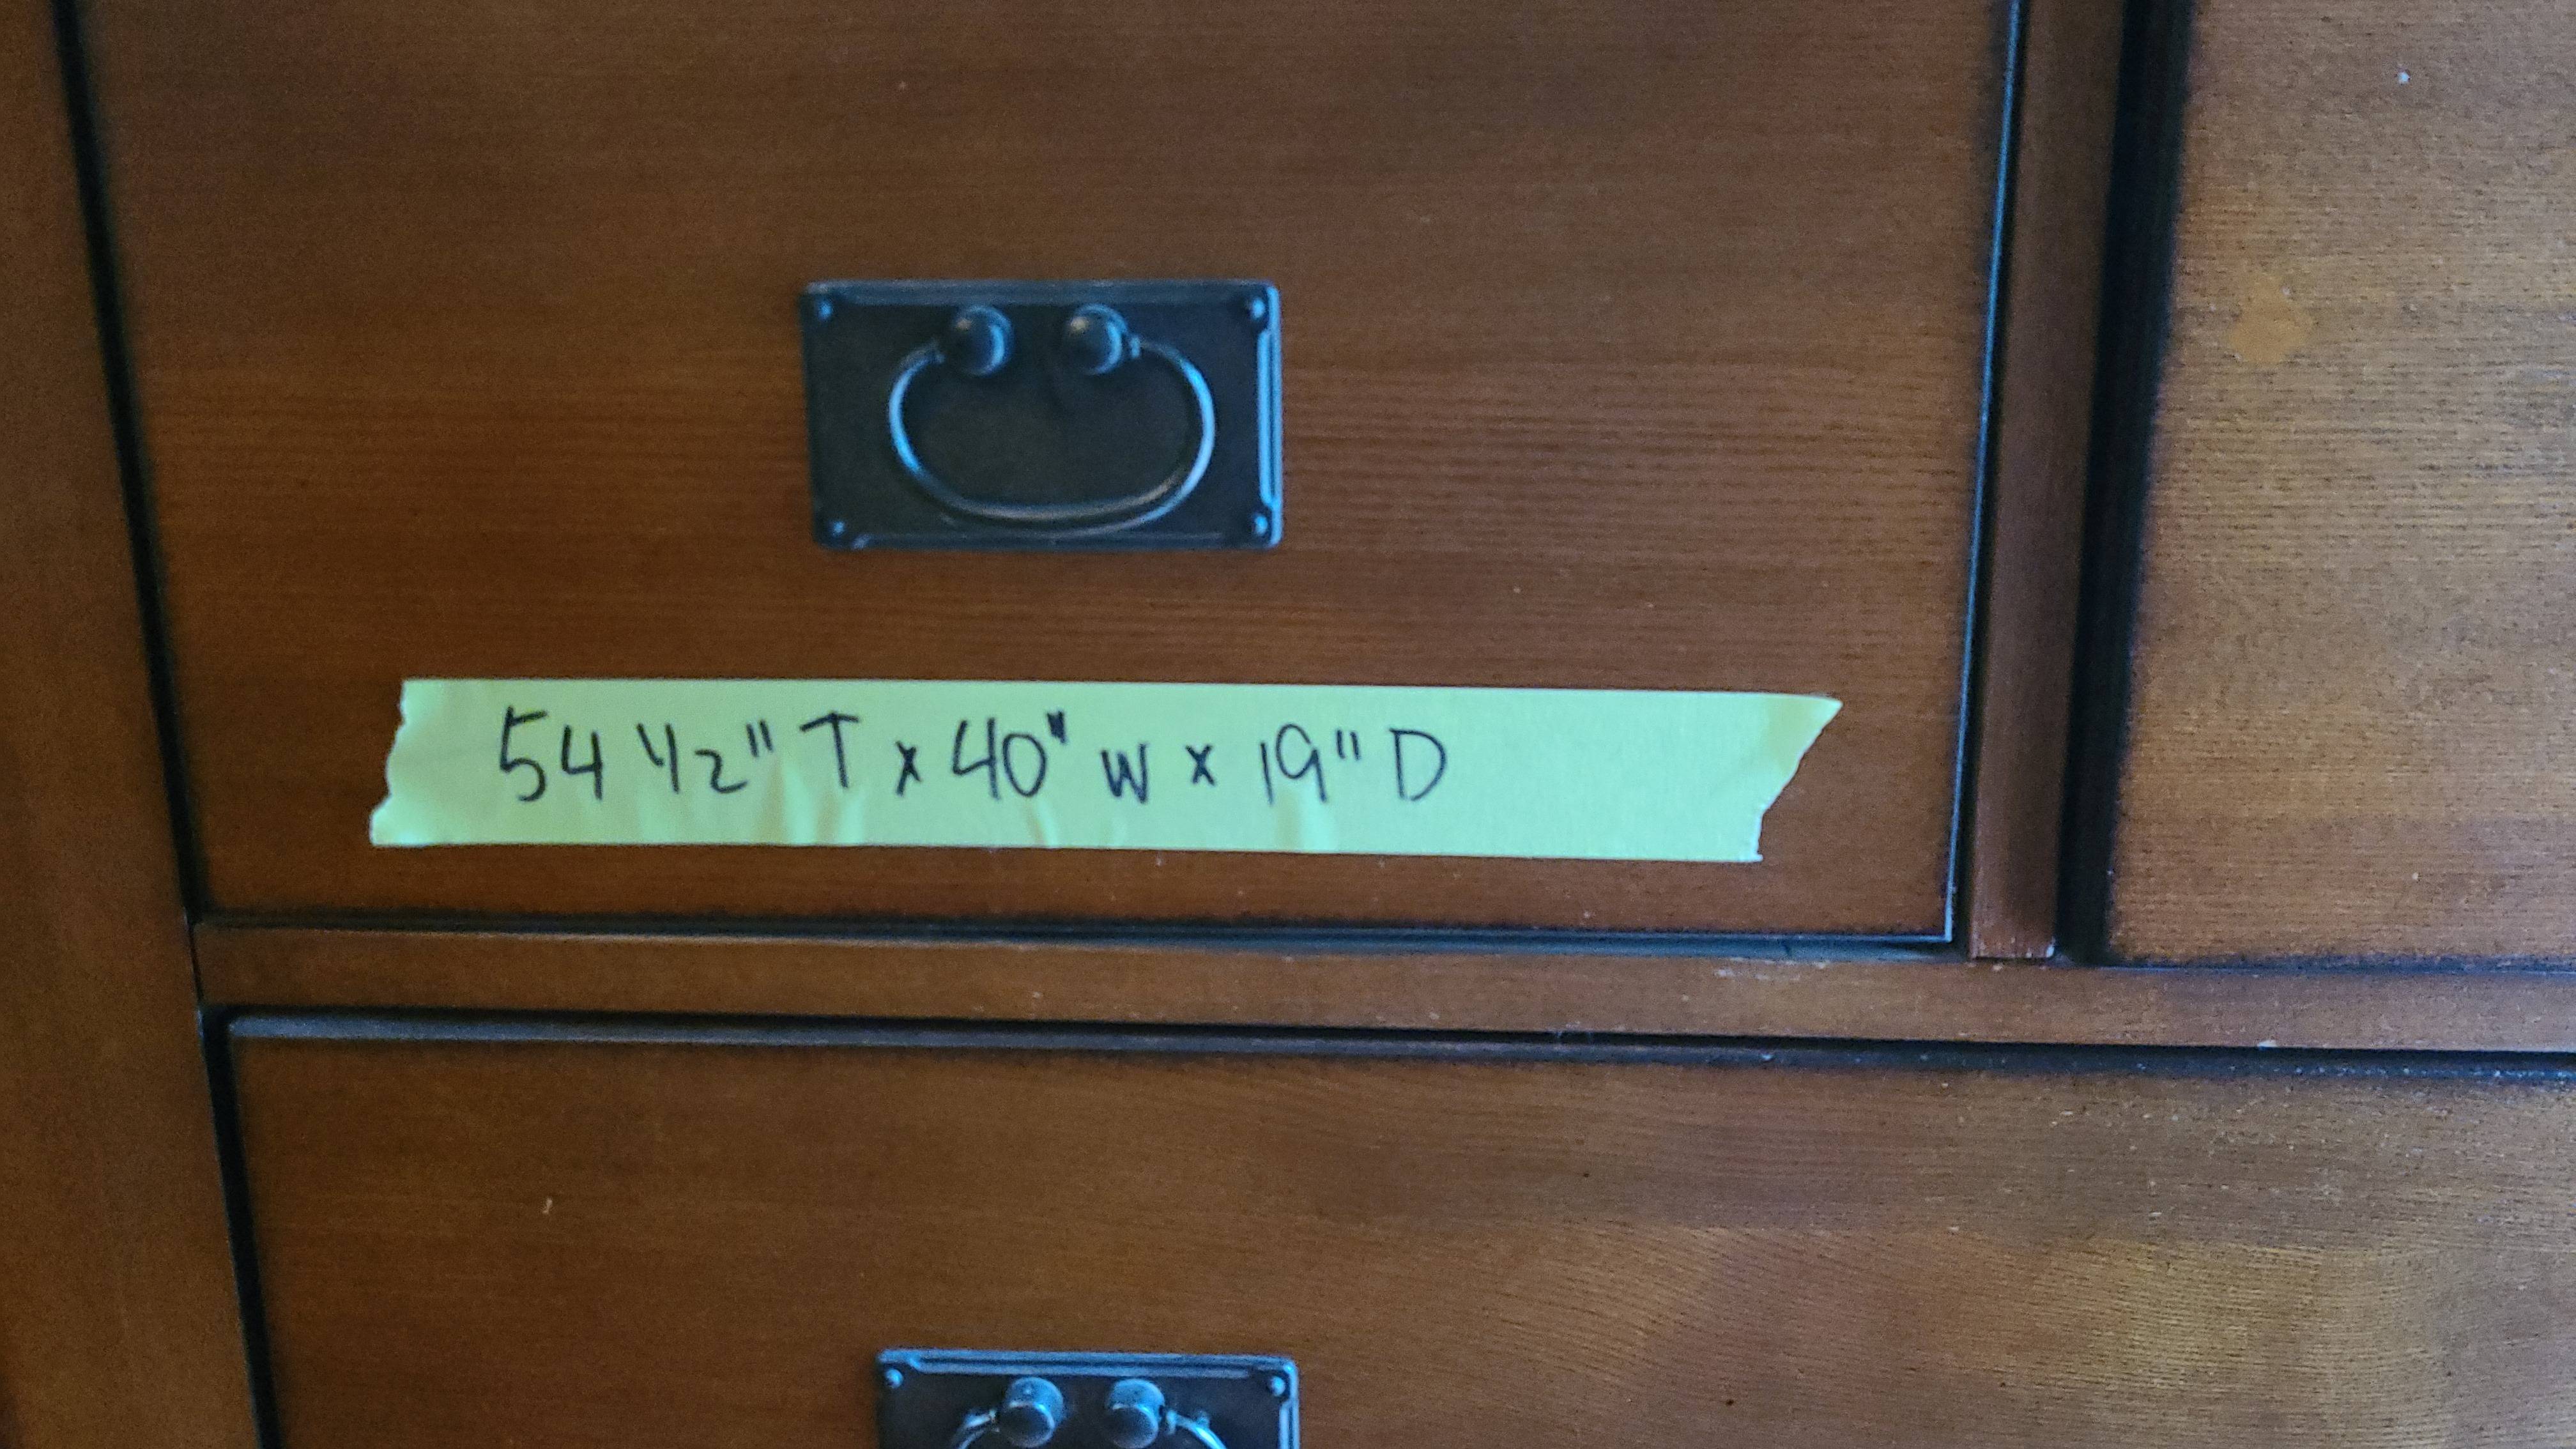 54 1/2" T x 40" W x 19" D